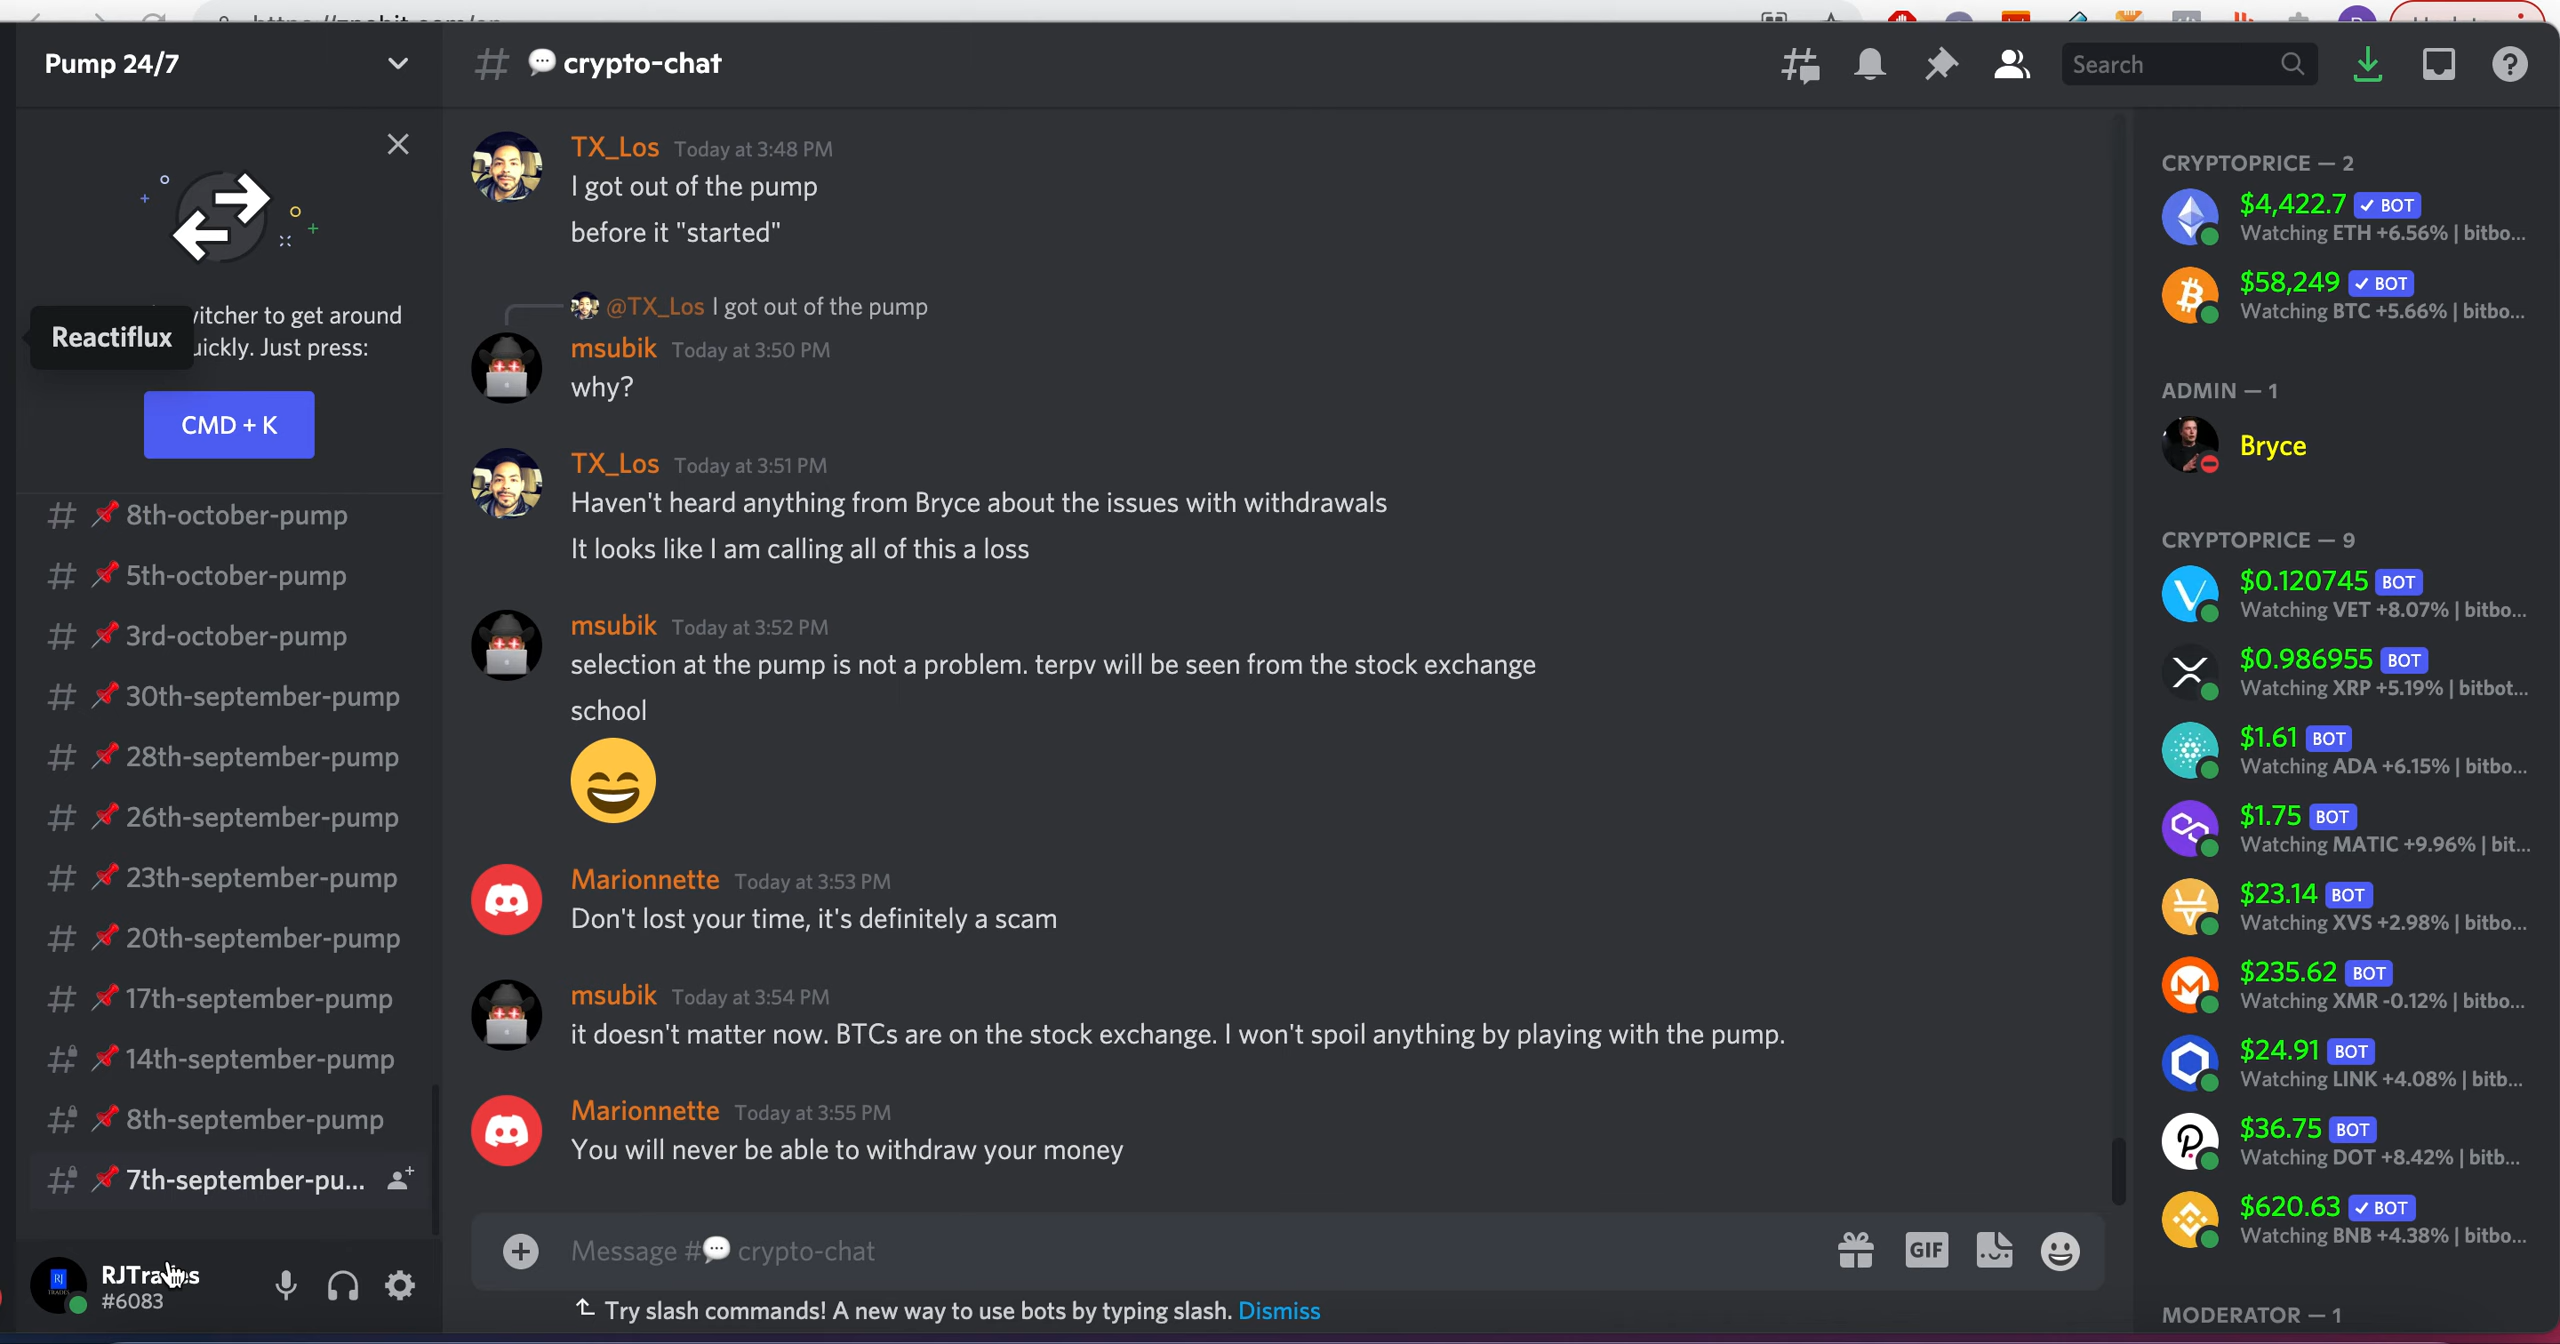 Pump 24/7
# 💬 crypto-chat
Search
Reactiflux
witcher to get around
uickly. Just press:
CMD + K
# 📌 8th-october-pump
# 📌 5th-october-pump
# 📌 3rd-october-pump
# 📌 30th-september-pump
# 📌 28th-september-pump
# 📌 26th-september-pump
# 📌 23th-september-pump
# 📌 20th-september-pump
# 📌 17th-september-pump
# 📌 14th-september-pump
# 📌 8th-september-pump
# 📌 7th-september-pu...
#6083
TX_Los Today at 3:48 PM
I got out of the pump
before it "started"
@TX_Los I got out of the pump
msubik Today at 3:50 PM
why?
TX_Los Today at 3:51 PM
Haven't heard anything from Bryce about the issues with withdrawals
It looks like I am calling all of this a loss
msubik Today at 3:52 PM
selection at the pump is not a problem. terpv will be seen from the stock exchange
school
😄
Marionnette Today at 3:53 PM
Don't lost your time, it's definitely a scam
msubik Today at 3:54 PM
it doesn't matter now. BTCs are on the stock exchange. I won't spoil anything by playing with the pump.
Marionnette Today at 3:55 PM
You will never be able to withdraw your money
Message #💬 crypto-chat
GIF
Try slash commands! A new way to use bots by typing slash. Dismiss
CRYPTOPRICE — 2
$4,422.7 ✓ BOT
Watching ETH +6.56% | bitbo...
$58,249 ✓ BOT
Watching BTC +5.66% | bitbo...
ADMIN — 1
Bryce
CRYPTOPRICE — 9
$0.120745 BOT
Watching VET +8.07% | bitbo...
$0.986955 BOT
Watching XRP +5.19% | bitbot...
$1.61 BOT
Watching ADA +6.15% | bitbo...
$1.75 BOT
Watching MATIC +9.96% | bit...
$23.14 BOT
Watching XVS +2.98% | bitbo...
$235.62 BOT
Watching XMR -0.12% | bitbo...
$24.91 BOT
Watching LINK +4.08% | bitb...
$36.75 BOT
Watching DOT +8.42% | bitb...
$620.63 ✓ BOT
Watching BNB +4.38% | bitbo...
MODERATOR — 1